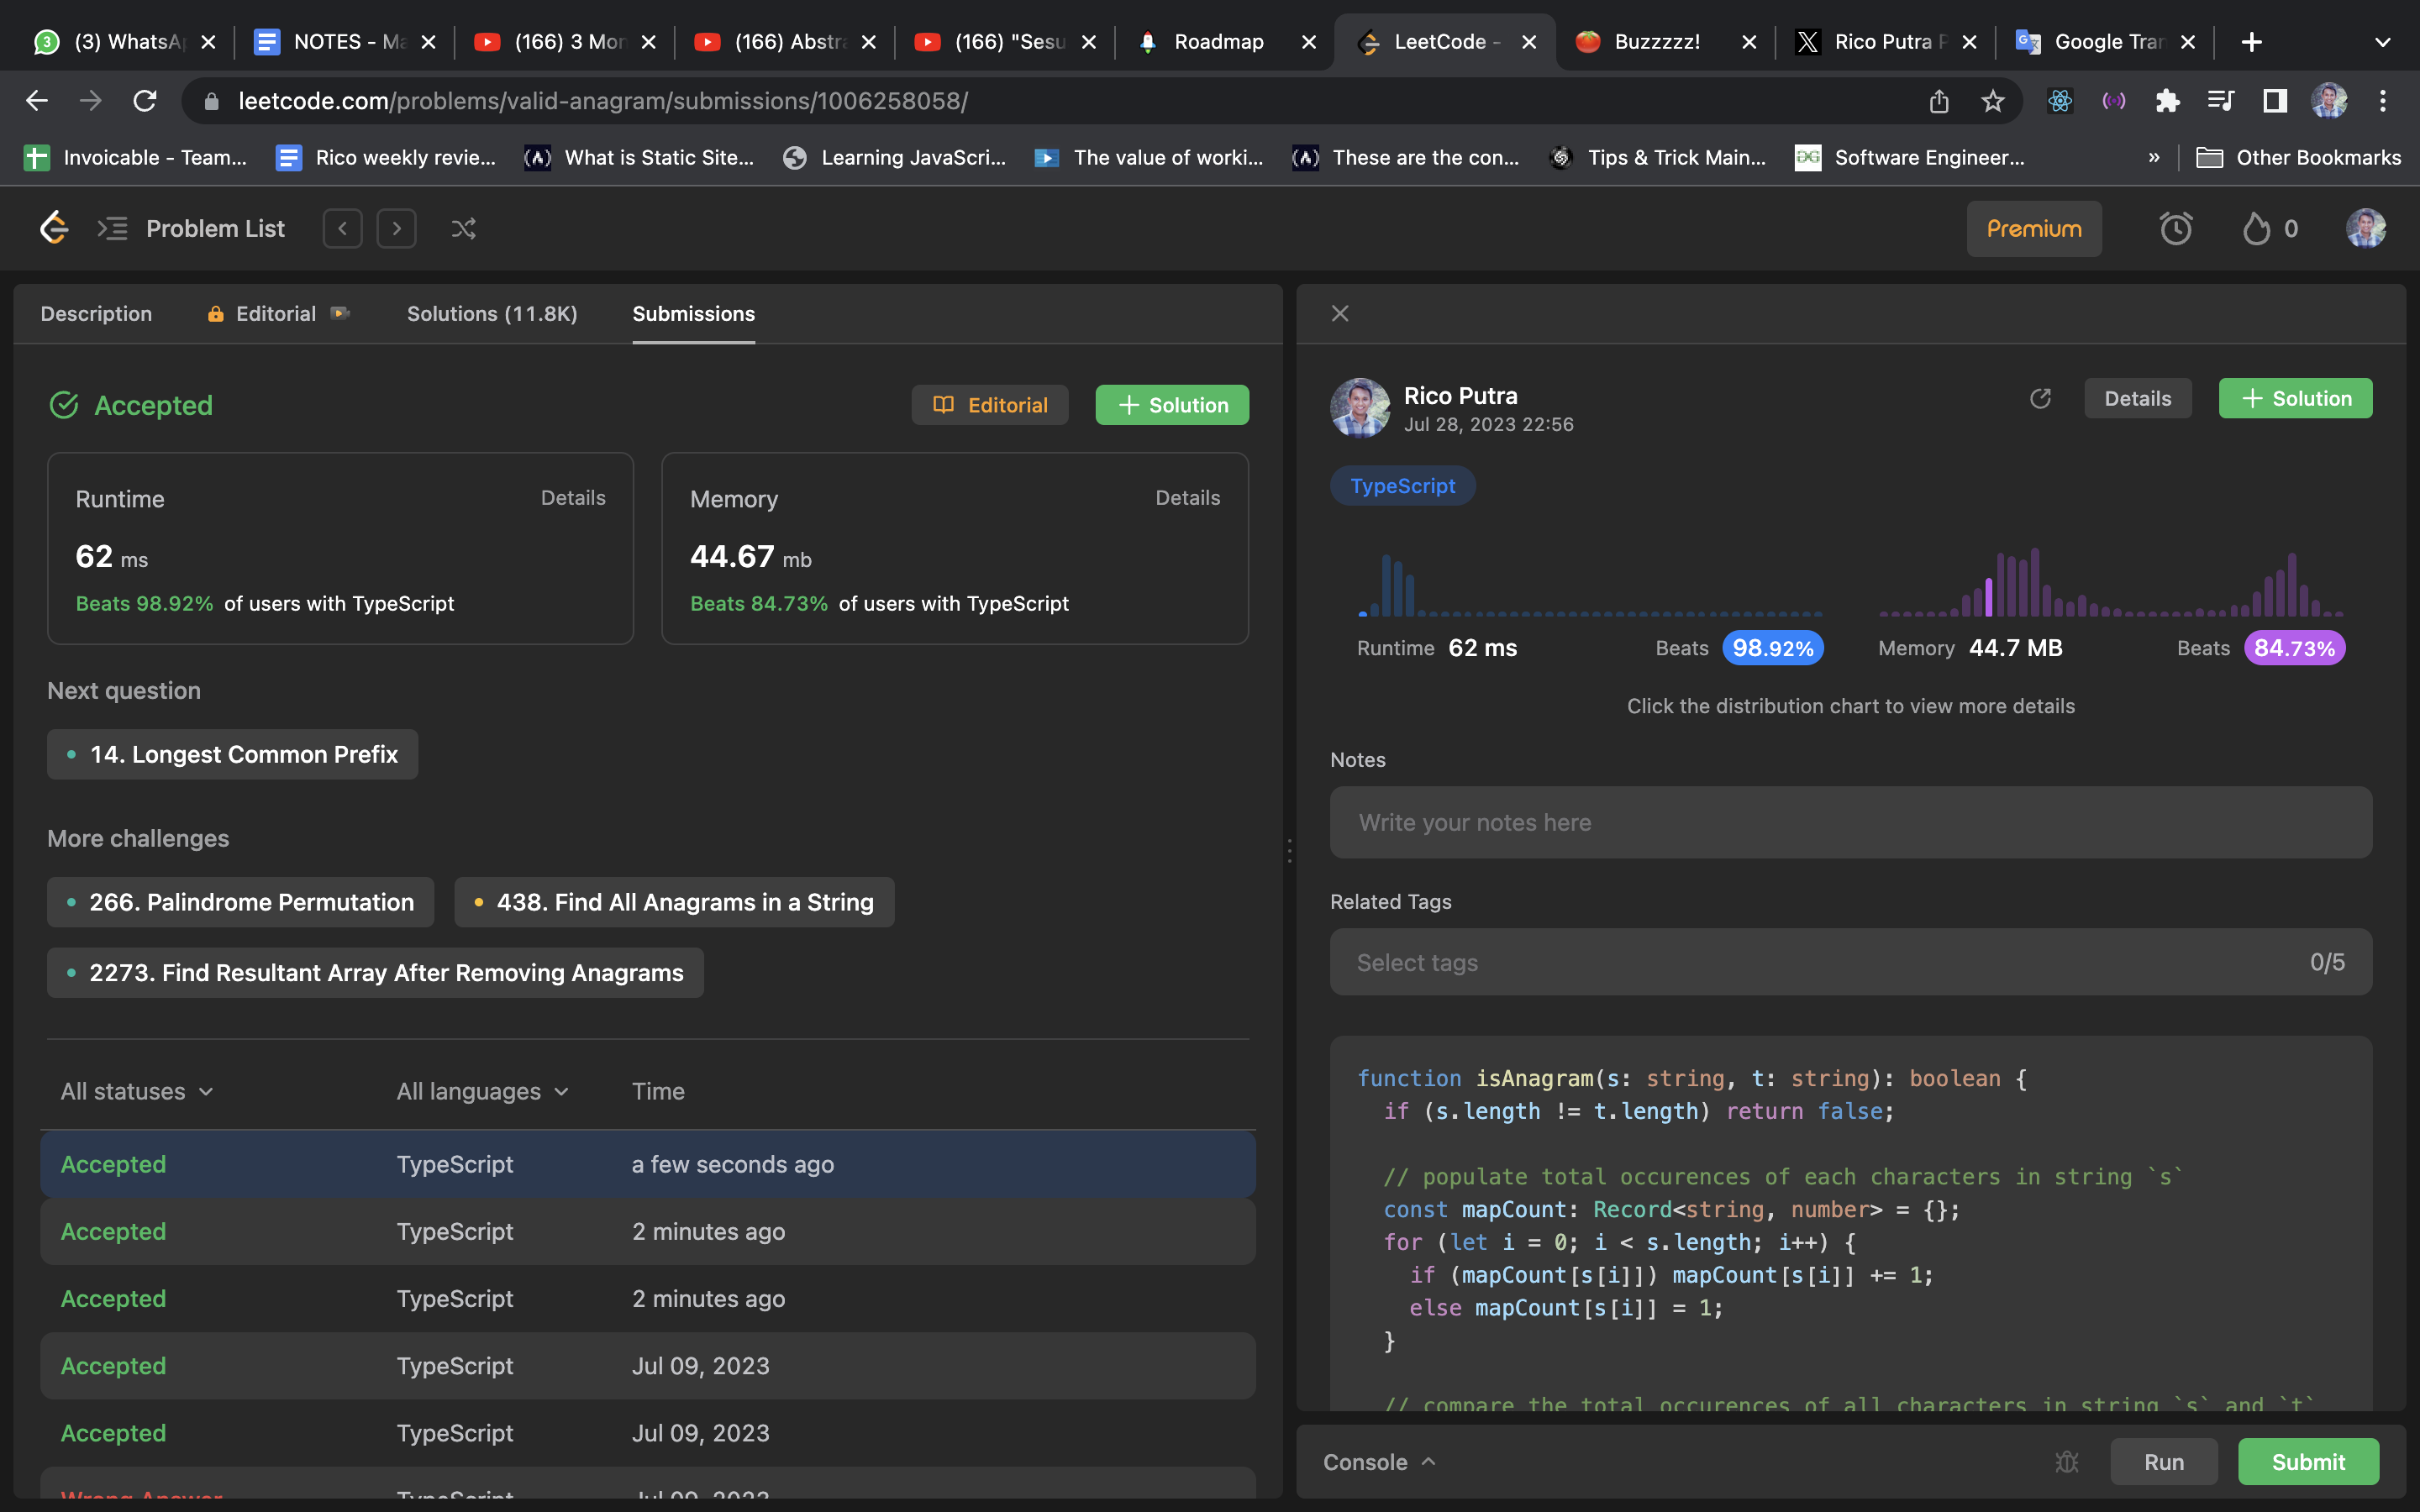 3 (3) WhatsAp
NOTES - Ma
(166) 3 Mon
(166) Abstra
(166) "Sesu
Roadmap
LeetCode -
Buzzzzz!
Rico Putra P
Google Tran
leetcode.com/problems/valid-anagram/submissions/1006258058/
Invoicable - Team...
Rico weekly revie...
What is Static Site...
Learning JavaScri...
The value of worki...
These are the con...
Tips & Trick Main...
Software Engineer...
»
Other Bookmarks
Problem List
Premium
0
Description
Editorial
Solutions (11.8K)
Submissions
Accepted
Editorial
+ Solution
Runtime
Details
62 ms
Beats 98.92% of users with TypeScript
Memory
Details
44.67 mb
Beats 84.73% of users with TypeScript
Next question
14. Longest Common Prefix
More challenges
266. Palindrome Permutation
438. Find All Anagrams in a String
2273. Find Resultant Array After Removing Anagrams
All statuses All languages Time
Accepted TypeScript a few seconds ago
Accepted TypeScript 2 minutes ago
Accepted TypeScript 2 minutes ago
Accepted TypeScript Jul 09, 2023
Accepted TypeScript Jul 09, 2023
Wrong Answer TypeScript Jul 09, 2023
Rico Putra
Jul 28, 2023 22:56
Details
+ Solution
TypeScript
Runtime 62 ms Beats 98.92%
Memory 44.7 MB Beats 84.73%
Click the distribution chart to view more details
Notes
Write your notes here
Related Tags
Select tags 0/5
function isAnagram(s: string, t: string): boolean {
if (s.length != t.length) return false;
// populate total occurences of each characters in string `s`
const mapCount: Record<string, number> = {};
for (let i = 0; i < s.length; i++) {
if (mapCount[s[i]]) mapCount[s[i]] += 1;
else mapCount[s[i]] = 1;
}
// compare the total occurences of all characters in string `s` and `t`
Console
Run
Submit